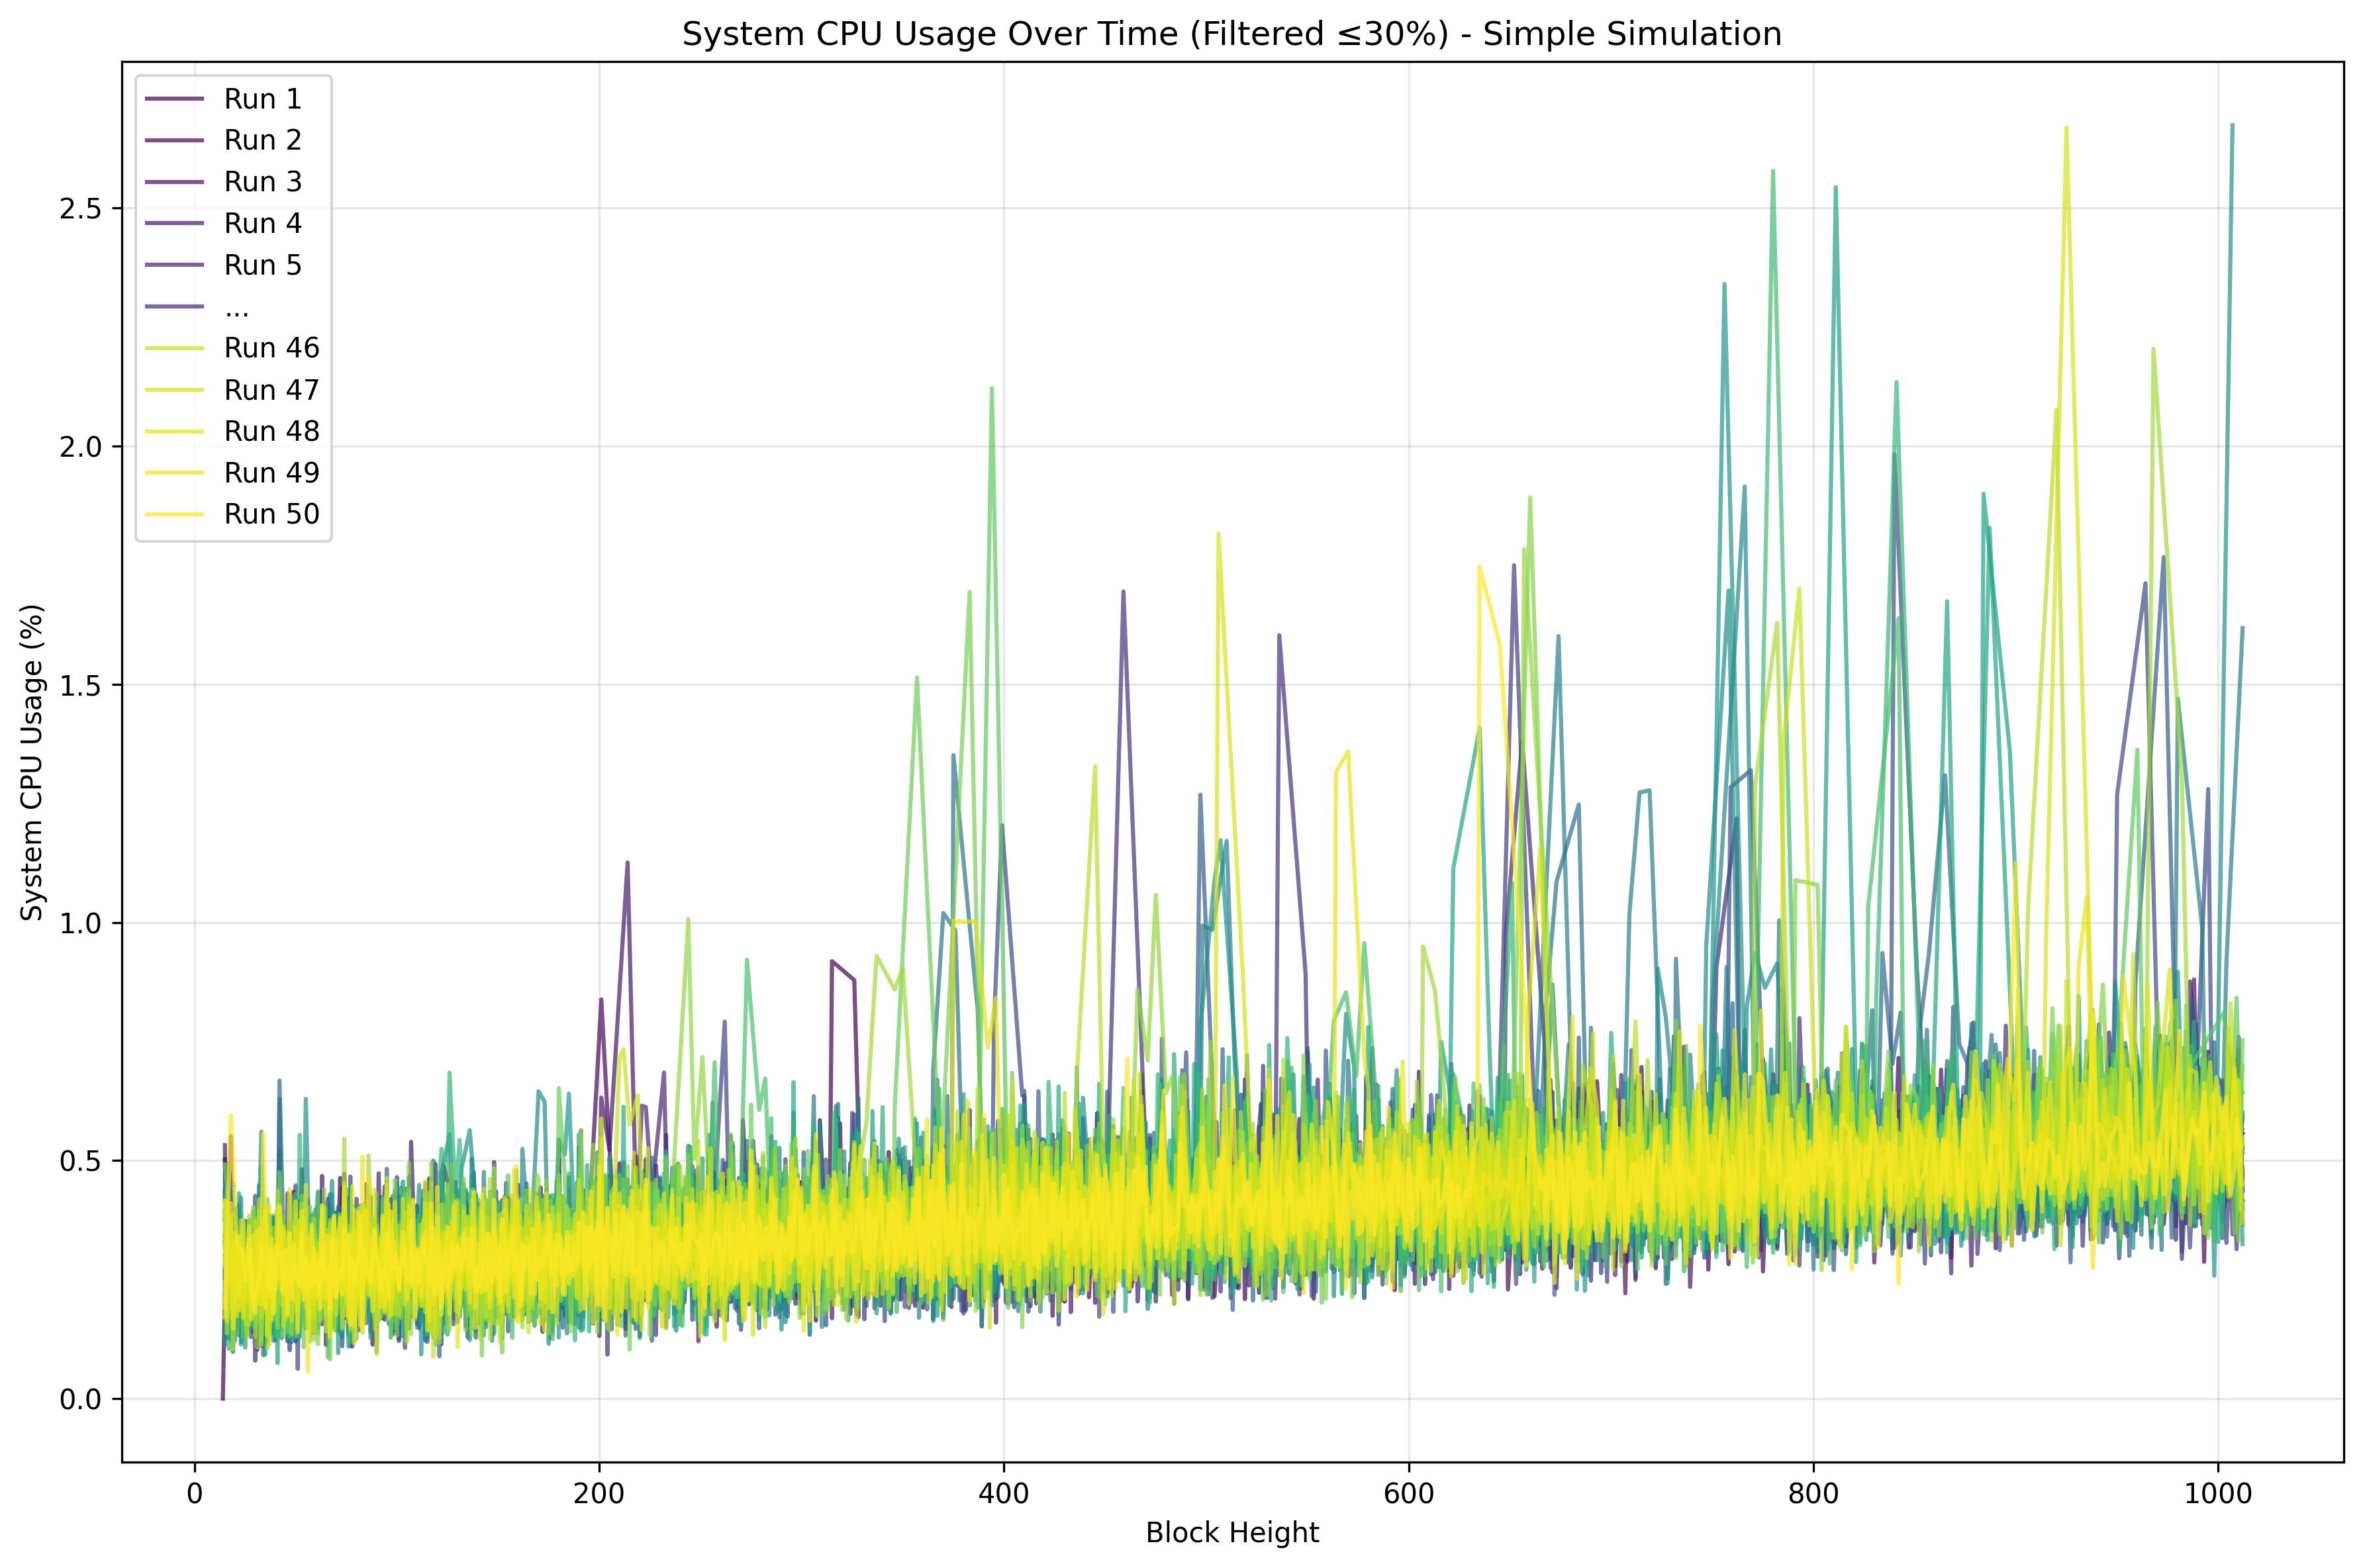 System CPU Usage Over Time (Filtered ≤30%) - Simple Simulation
Run 1
Run 2
Run 3
Run 4
Run 5
...
Run 46
Run 47
Run 48
Run 49
Run 50
System CPU Usage (%)
2.5
2.0
1.5
1.0
0.5
0.0
0 200 400 600 800 1000
Block Height